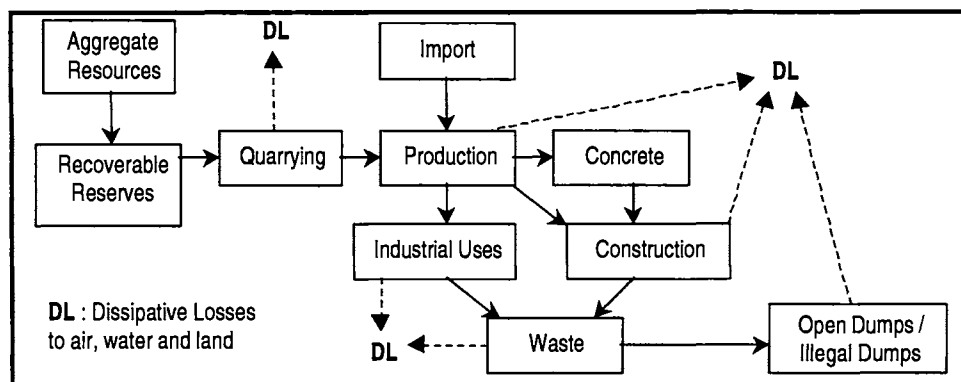 Aggregate
Resources
DL
Import
DL
Recoverable
Reserves
Quarrying
Production
Concrete
Industrial Uses
Construction
DL : Dissipative Losses
to air, water and land
DL
Waste
Open Dumps /
Illegal Dumps